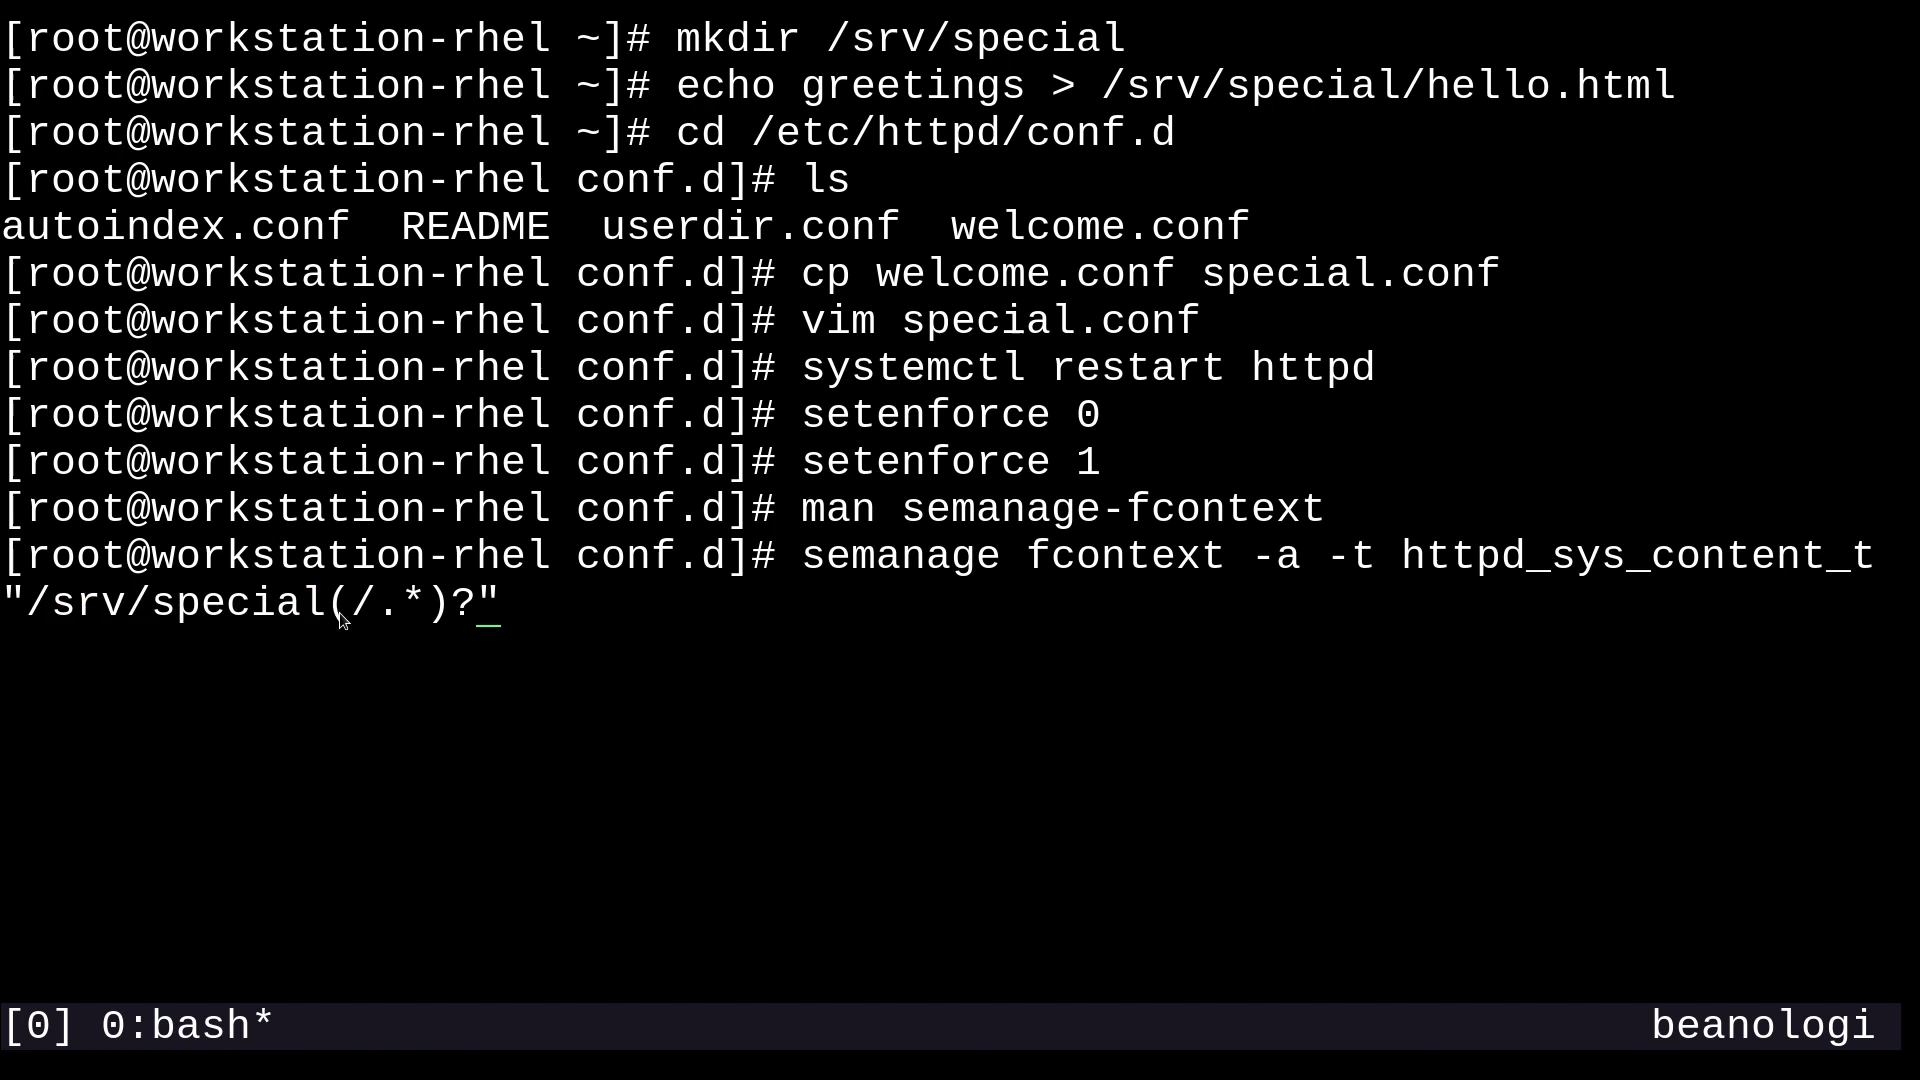 [root@workstation-rhel ~]# mkdir /srv/special
[root@workstation-rhel ~]# echo greetings > /srv/special/hello.html
[root@workstation-rhel ~]# cd /etc/httpd/conf.d
[root@workstation-rhel conf.d]# ls
autoindex.conf  README  userdir.conf  welcome.conf
[root@workstation-rhel conf.d]# cp welcome.conf special.conf
[root@workstation-rhel conf.d]# vim special.conf
[root@workstation-rhel conf.d]# systemctl restart httpd
[root@workstation-rhel conf.d]# setenforce 0
[root@workstation-rhel conf.d]# setenforce 1
[root@workstation-rhel conf.d]# man semanage-fcontext
[root@workstation-rhel conf.d]# semanage fcontext -a -t httpd_sys_content_t
"/srv/special(/.*)?"
[0] 0:bash* beanologi